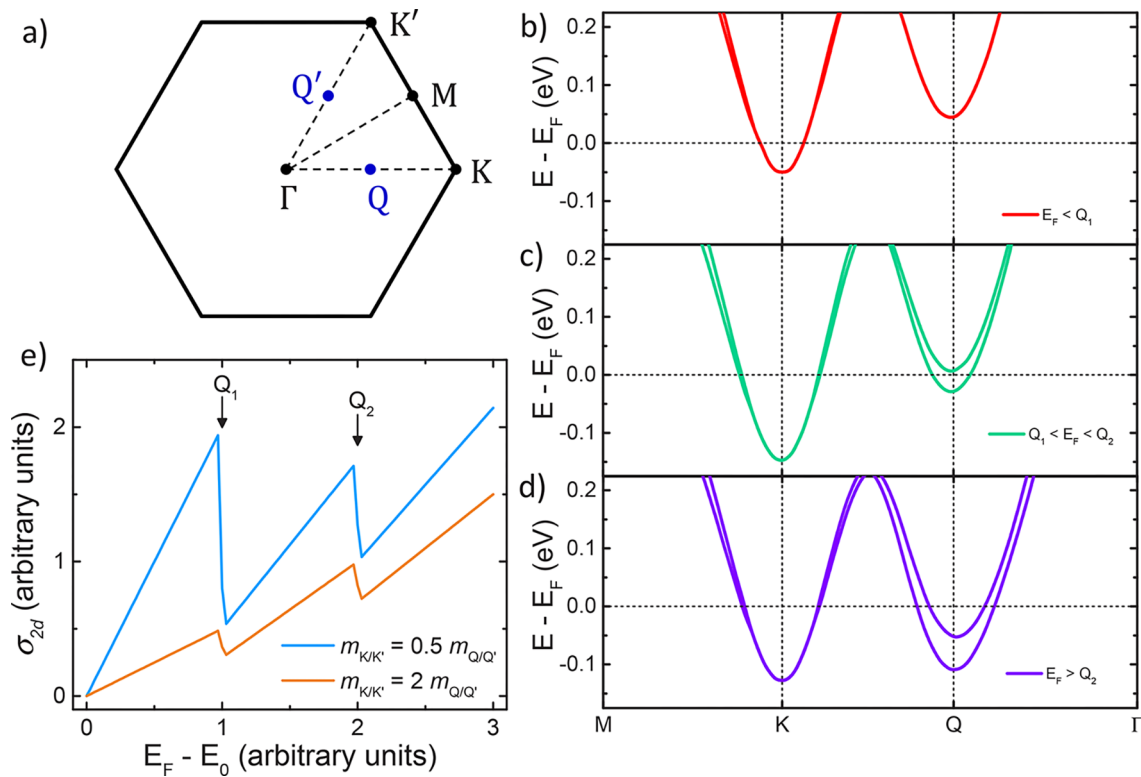 a)
K′
Q′
M
Γ
Q
K
b)
E - E_F (eV)
0.2
0.1
0.0
-0.1
E_F < Q_1
c)
E - E_F (eV)
0.2
0.1
0.0
-0.1
Q_1 < E_F < Q_2
d)
E - E_F (eV)
0.2
0.1
0.0
-0.1
E_F > Q_2
M
K
Q
Γ
e)
σ_2d (arbitrary units)
2
1
0
Q_1
Q_2
m_K/K' = 0.5 m_Q/Q'
m_K/K' = 2 m_Q/Q'
0
1
2
3
E_F - E_0 (arbitrary units)